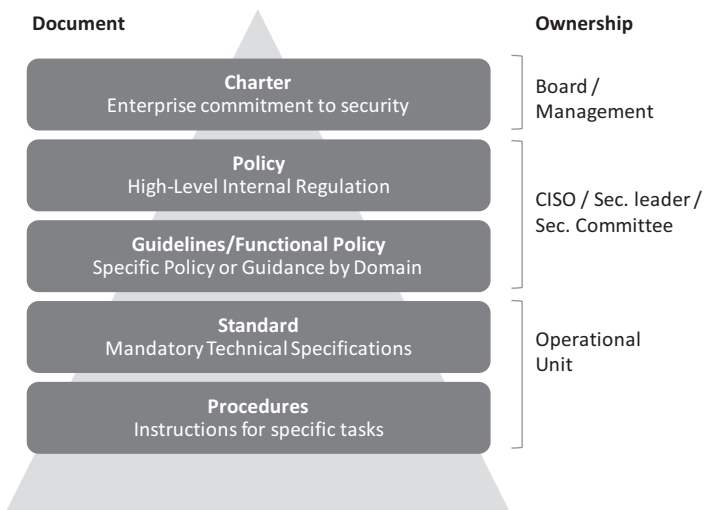 Document
Ownership
Charter
Enterprise commitment to security
Board /
Management
Policy
High-Level Internal Regulation
CISO / Sec. leader /
Sec. Committee
Guidelines/Functional Policy
Specific Policy or Guidance by Domain
Standard
Mandatory Technical Specifications
Operational
Unit
Procedures
Instructions for specific tasks